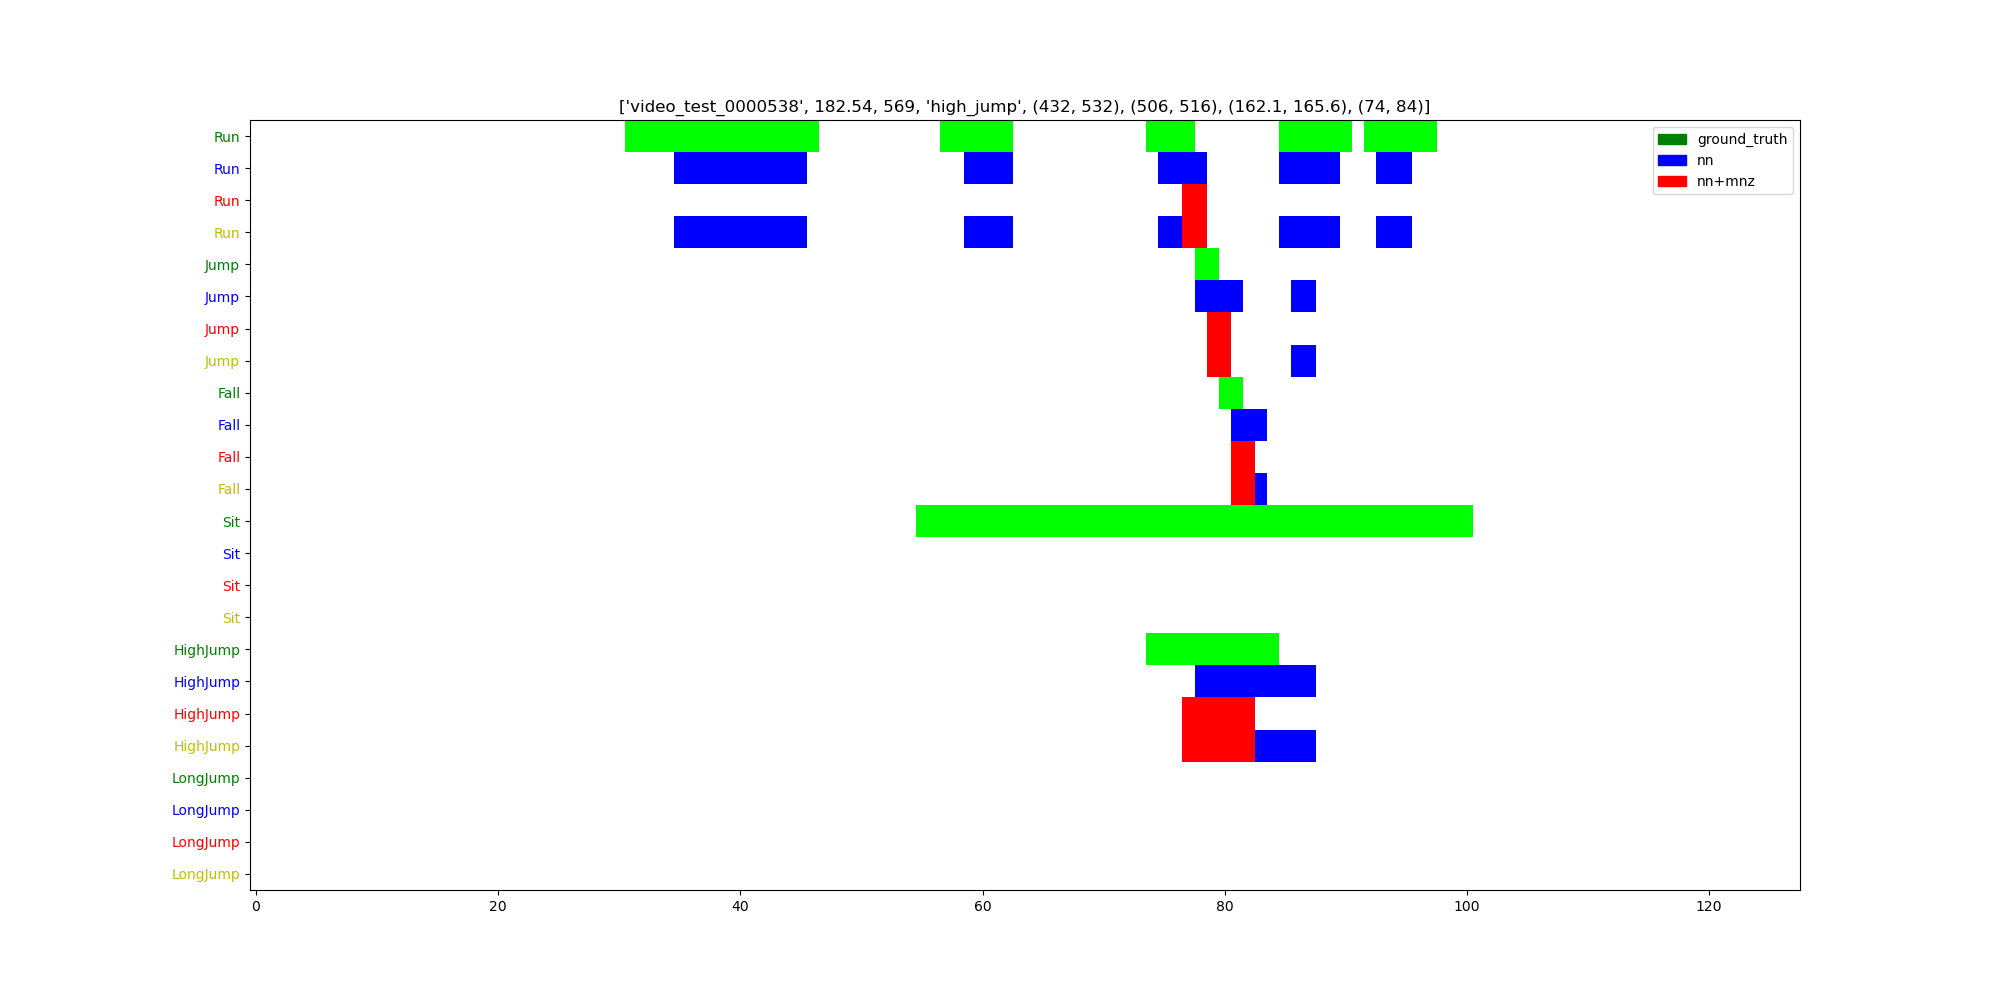 ['video_test_0000538', 182.54, 569, 'high_jump', (432, 532), (506, 516), (162.1, 165.6), (74, 84)]
Run
Run
Run
Run
Jump
Jump
Jump
Jump
Fall
Fall
Fall
Fall
Sit
Sit
Sit
Sit
HighJump
HighJump
HighJump
HighJump
LongJump
LongJump
LongJump
LongJump
ground_truth
nn
nn+mnz
0 20 40 60 80 100 120